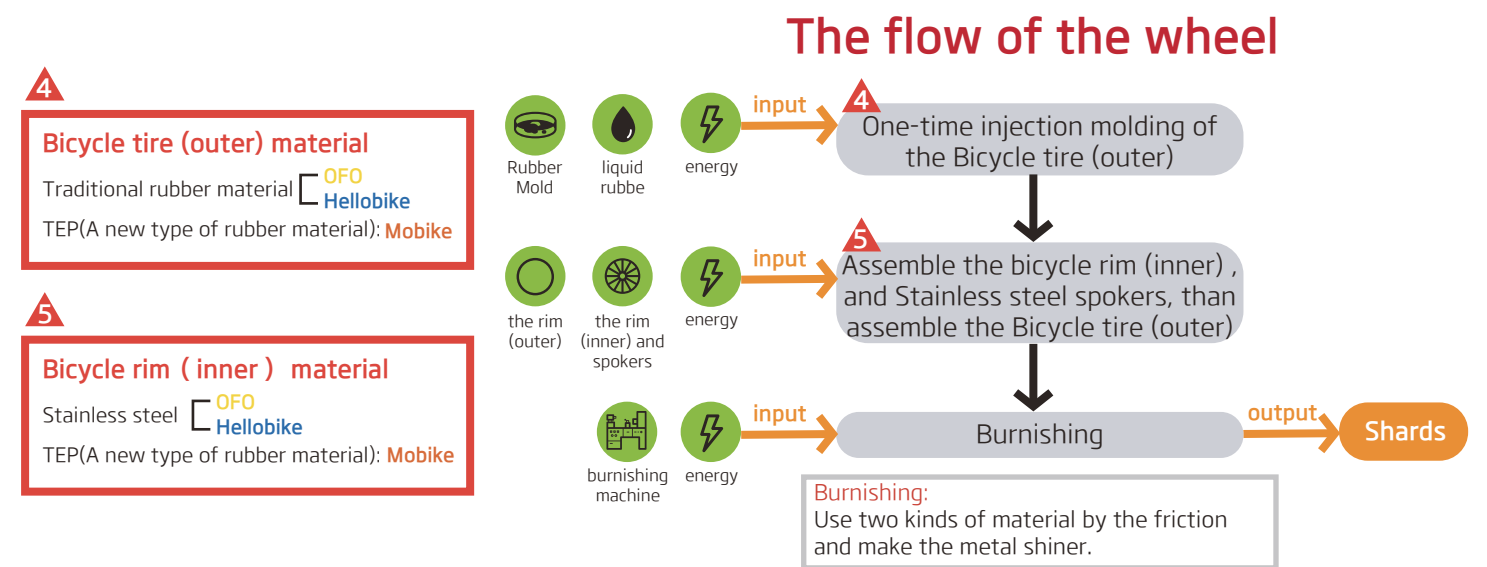 The flow of the wheel
4
Bicycle tire (outer) material
Traditional rubber material
OFO
Hellobike
TEP(A new type of rubber material): Mobike
5
Bicycle rim ( inner ) material
Stainless steel
OFO
Hellobike
TEP(A new type of rubber material): Mobike
Rubber
Mold
liquid
rubbe
energy
input
4
One-time injection molding of
the Bicycle tire (outer)
the rim
(outer)
the rim
(inner) and
spokers
energy
input
5
Assemble the bicycle rim (inner) ,
and Stainless steel spokers, than
assemble the Bicycle tire (outer)
burnishing
machine
energy
input
Burnishing
output
Shards
Burnishing:
Use two kinds of material by the friction
and make the metal shiner.